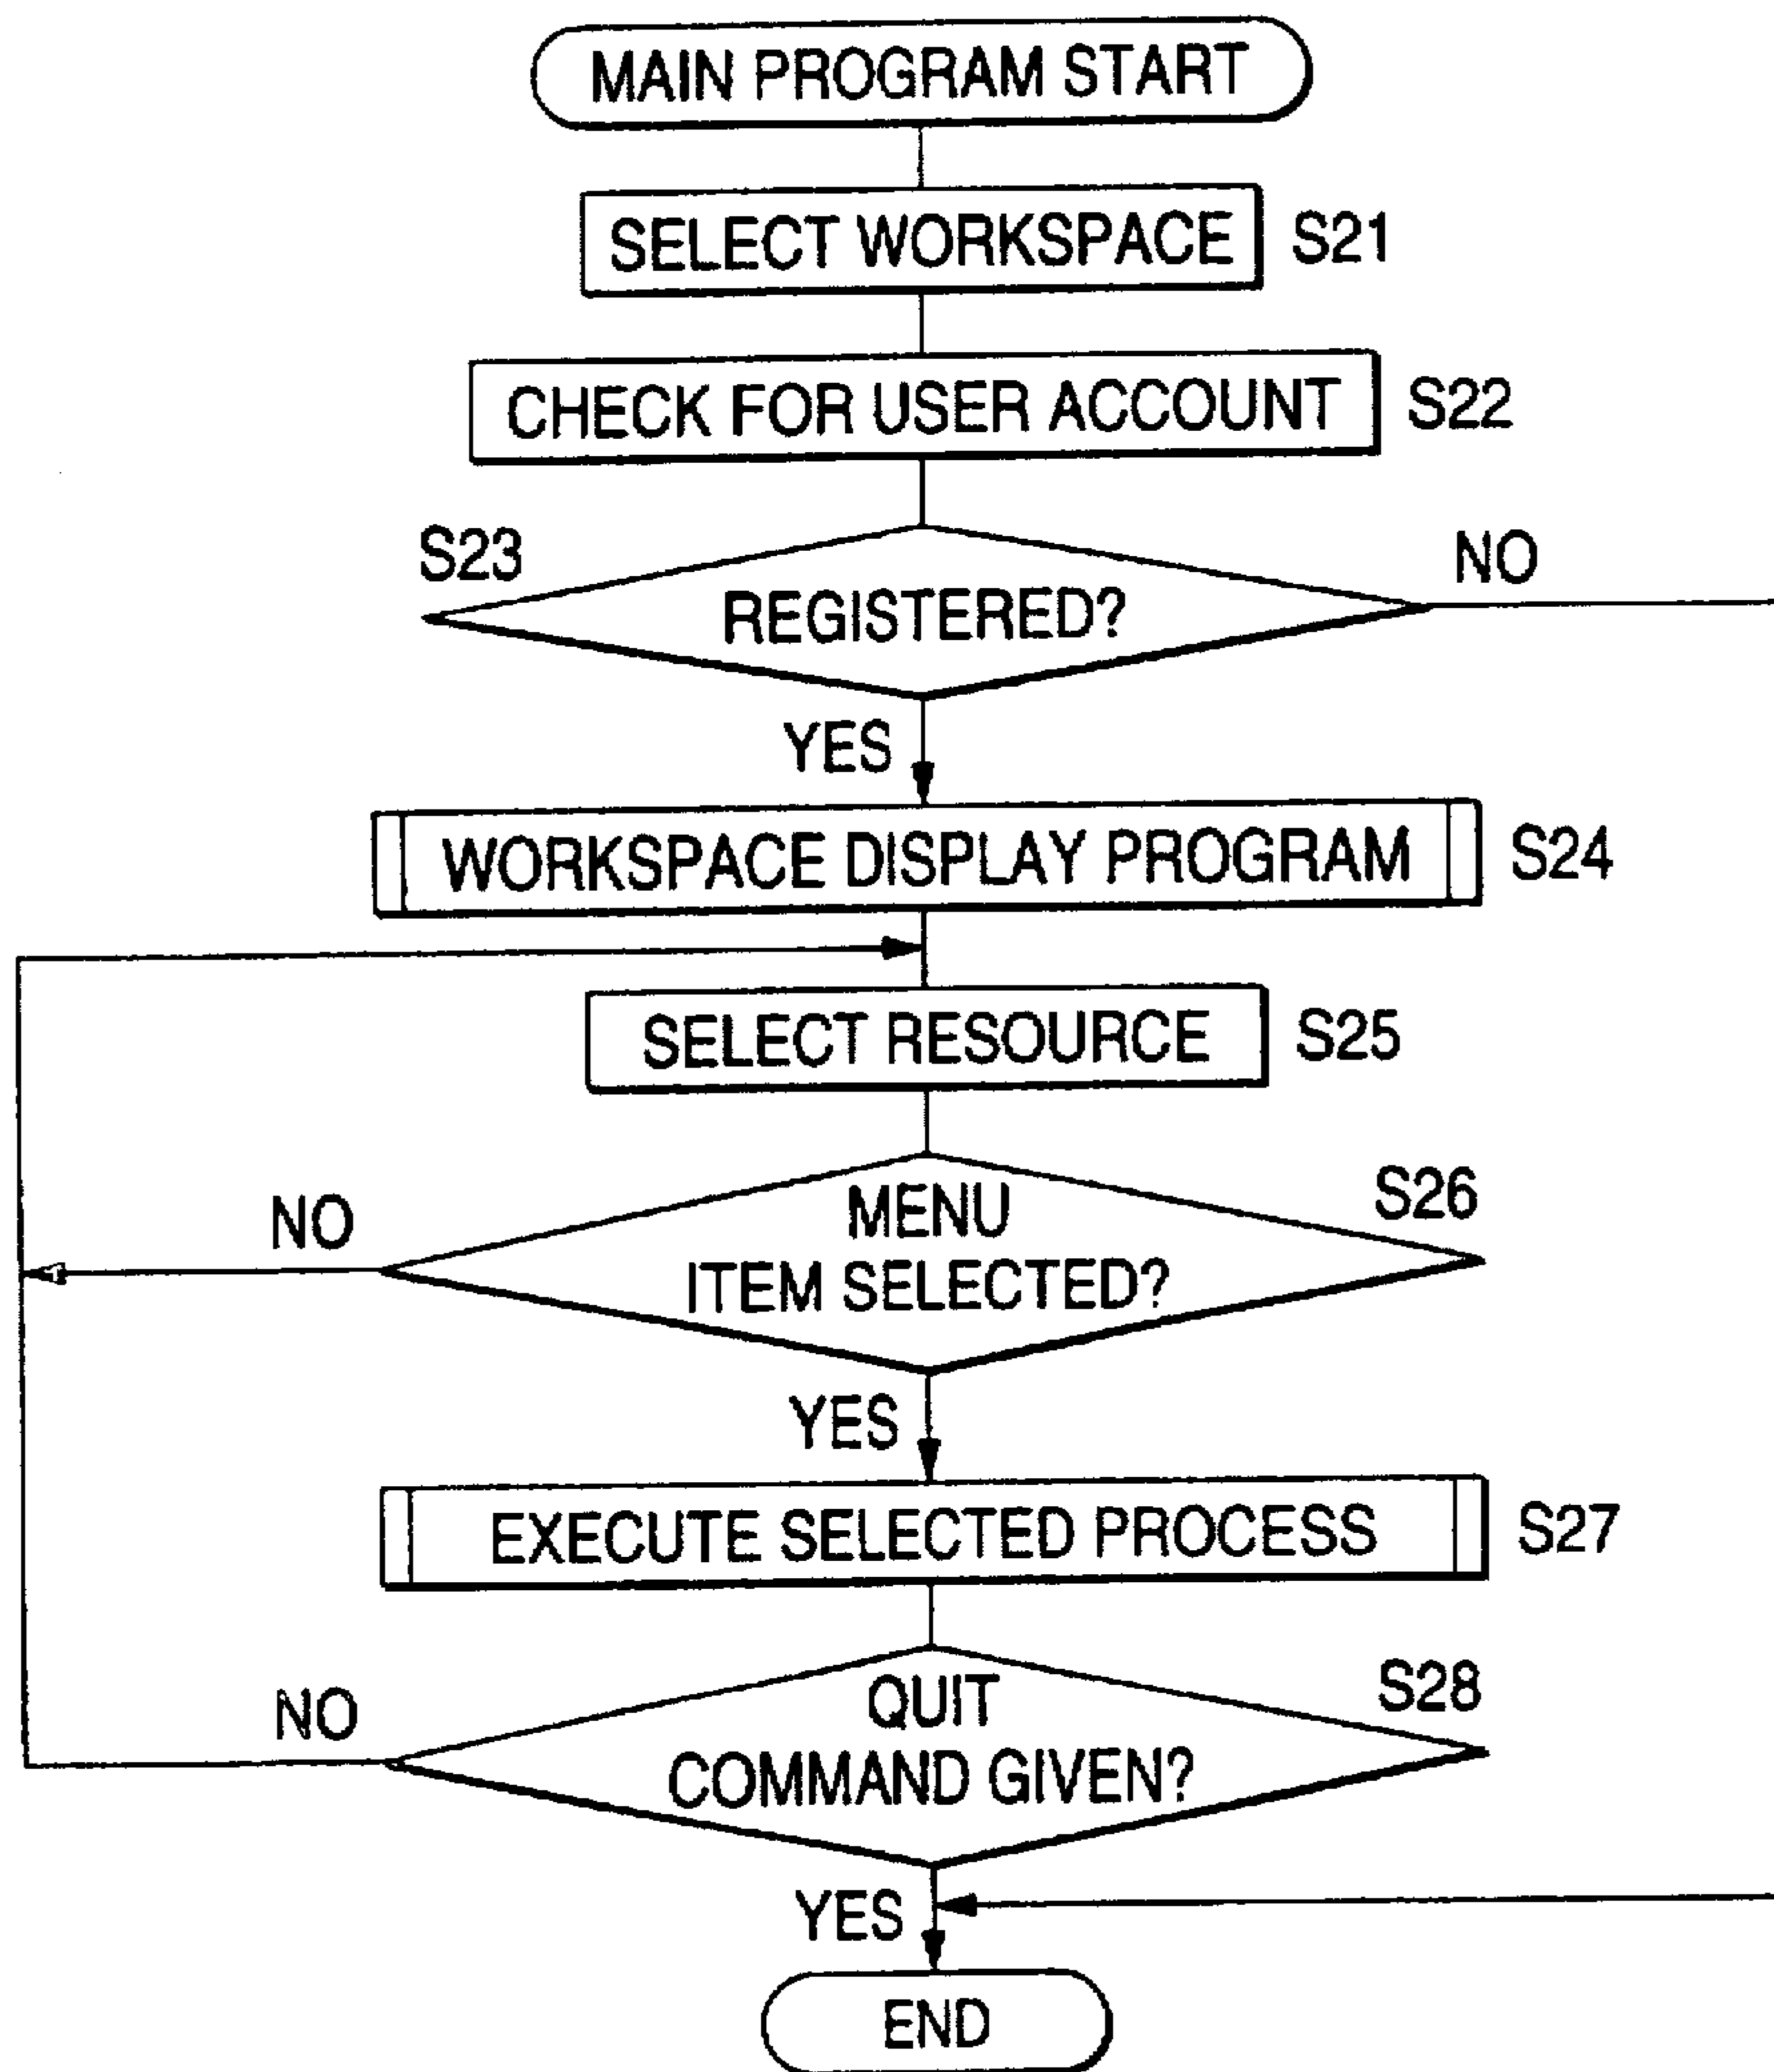 MAIN PROGRAM START
SELECT WORKSPACE S21
CHECK FOR USER ACCOUNT S22
S23
NO
REGISTERED?
YES
WORKSPACE DISPLAY PROGRAM S24
SELECT RESOURCE S25
S26
NO
MENU
ITEM SELECTED?
YES
EXECUTE SELECTED PROCESS S27
S28
NO
QUIT
COMMAND GIVEN?
YES
END